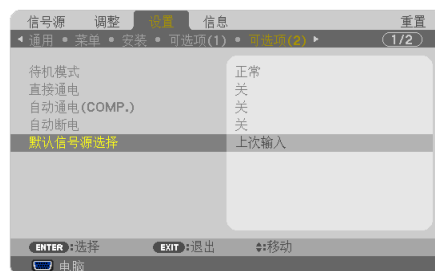 信号源 调整 设置 信息 重置
通用 • 菜单 • 安装 • 可选项(1) • 可选项(2) 1/2
待机模式 正常
直接通电 关
自动通电(COMP.) 关
自动断电 关
默认信号源选择 上次输入
ENTER:选择 EXIT:退出 :移动
电脑